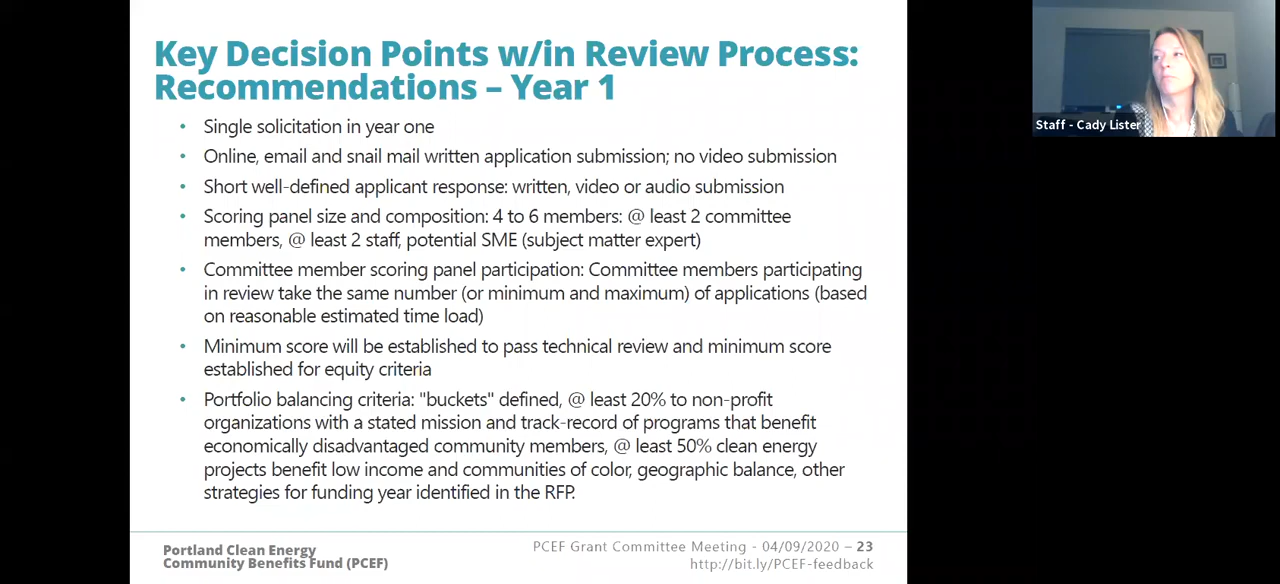 Key Decision Points w/in Review Process:
Recommendations – Year 1
• Single solicitation in year one
• Online, email and snail mail written application submission; no video submission
• Short well-defined applicant response: written, video or audio submission
• Scoring panel size and composition: 4 to 6 members: @ least 2 committee
members, @ least 2 staff, potential SME (subject matter expert)
• Committee member scoring panel participation: Committee members participating
in review take the same number (or minimum and maximum) of applications (based
on reasonable estimated time load)
• Minimum score will be established to pass technical review and minimum score
established for equity criteria
• Portfolio balancing criteria: "buckets" defined, @ least 20% to non-profit
organizations with a stated mission and track-record of programs that benefit
economically disadvantaged community members, @ least 50% clean energy
projects benefit low income and communities of color, geographic balance, other
strategies for funding year identified in the RFP.
Portland Clean Energy
Community Benefits Fund (PCEF)
PCEF Grant Committee Meeting - 04/09/2020 – 23
http://bit.ly/PCEF-feedback
Staff - Cady Lister